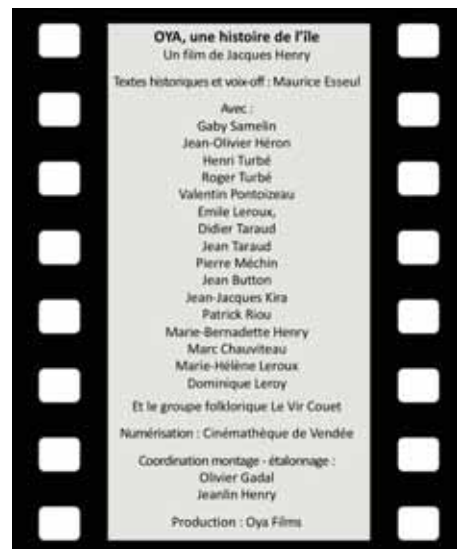 OYA, une histoire de l'île
Un film de Jacques Henry
Textes historiques et voix-off : Maurice Esseul
Avec :
Gaby Samelin
Jean-Olivier Héron
Henri Turbé
Roger Turbé
Valentin Pontoizeau
Emile Leroux,
Didier Taraud
Jean Taraud
Pierre Méchin
Jean Button
Jean-Jacques Kira
Patrick Riou
Marie-Bernadette Henry
Marc Chauviteau
Marie-Hélène Leroux
Dominique Leroy
Et le groupe folklorique Le Vir Couet
Numérisation : Cinémathèque de Vendée
Coordination montage - étalonnage :
Olivier Gadal
Jeanlin Henry
Production : Oya Films